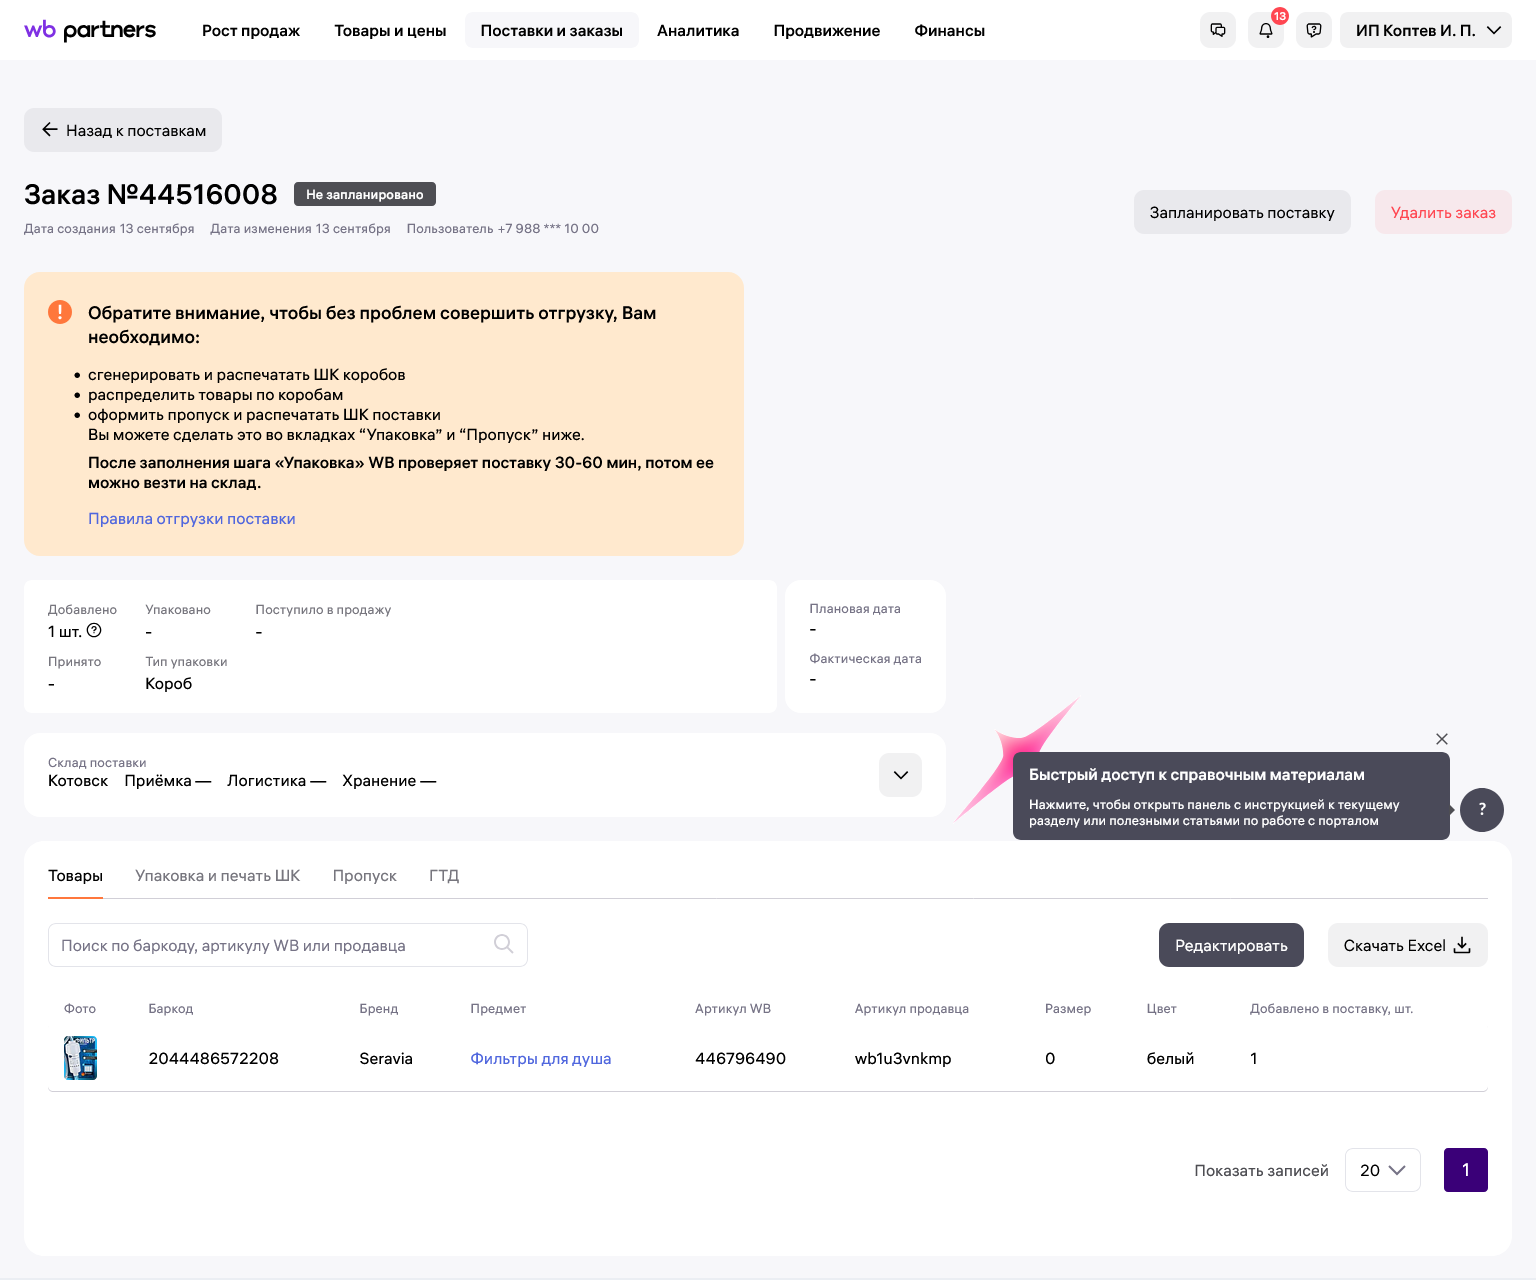 wb partners
Рост продаж
Товары и цены
Поставки и заказы
Аналитика
Продвижение
Финансы
13
ИП Коптев И. П.
Назад к поставкам
Заказ №44516008
Не запланировано
Дата создания 13 сентября
Дата изменения 13 сентября
Пользователь +7 988 *** 10 00
Запланировать поставку
Удалить заказ
Обратите внимание, чтобы без проблем совершить отгрузку, Вам
необходимо:
• сгенерировать и распечатать ШК коробов
• распределить товары по коробам
• оформить пропуск и распечатать ШК поставки
Вы можете сделать это во вкладках “Упаковка” и “Пропуск” ниже.
После заполнения шага «Упаковка» WB проверяет поставку 30-60 мин, потом ее
можно везти на склад.
Правила отгрузки поставки
Добавлено
1 шт.
Упаковано
-
Поступило в продажу
-
Принято
-
Тип упаковки
Короб
Плановая дата
-
Фактическая дата
-
Склад поставки
Котовск Приёмка — Логистика — Хранение —
Быстрый доступ к справочным материалам
Нажмите, чтобы открыть панель с инструкцией к текущему
разделу или полезными статьями по работе с порталом
?
Товары
Упаковка и печать ШК
Пропуск
ГТД
Поиск по баркоду, артикулу WB или продавца
Редактировать
Скачать Excel
Фото Баркод Бренд Предмет Артикул WB Артикул продавца Размер Цвет Добавлено в поставку, шт.
2044486572208 Seravia Фильтры для душа 446796490 wb1u3vnkmp 0 белый 1
Показать записей
20
1